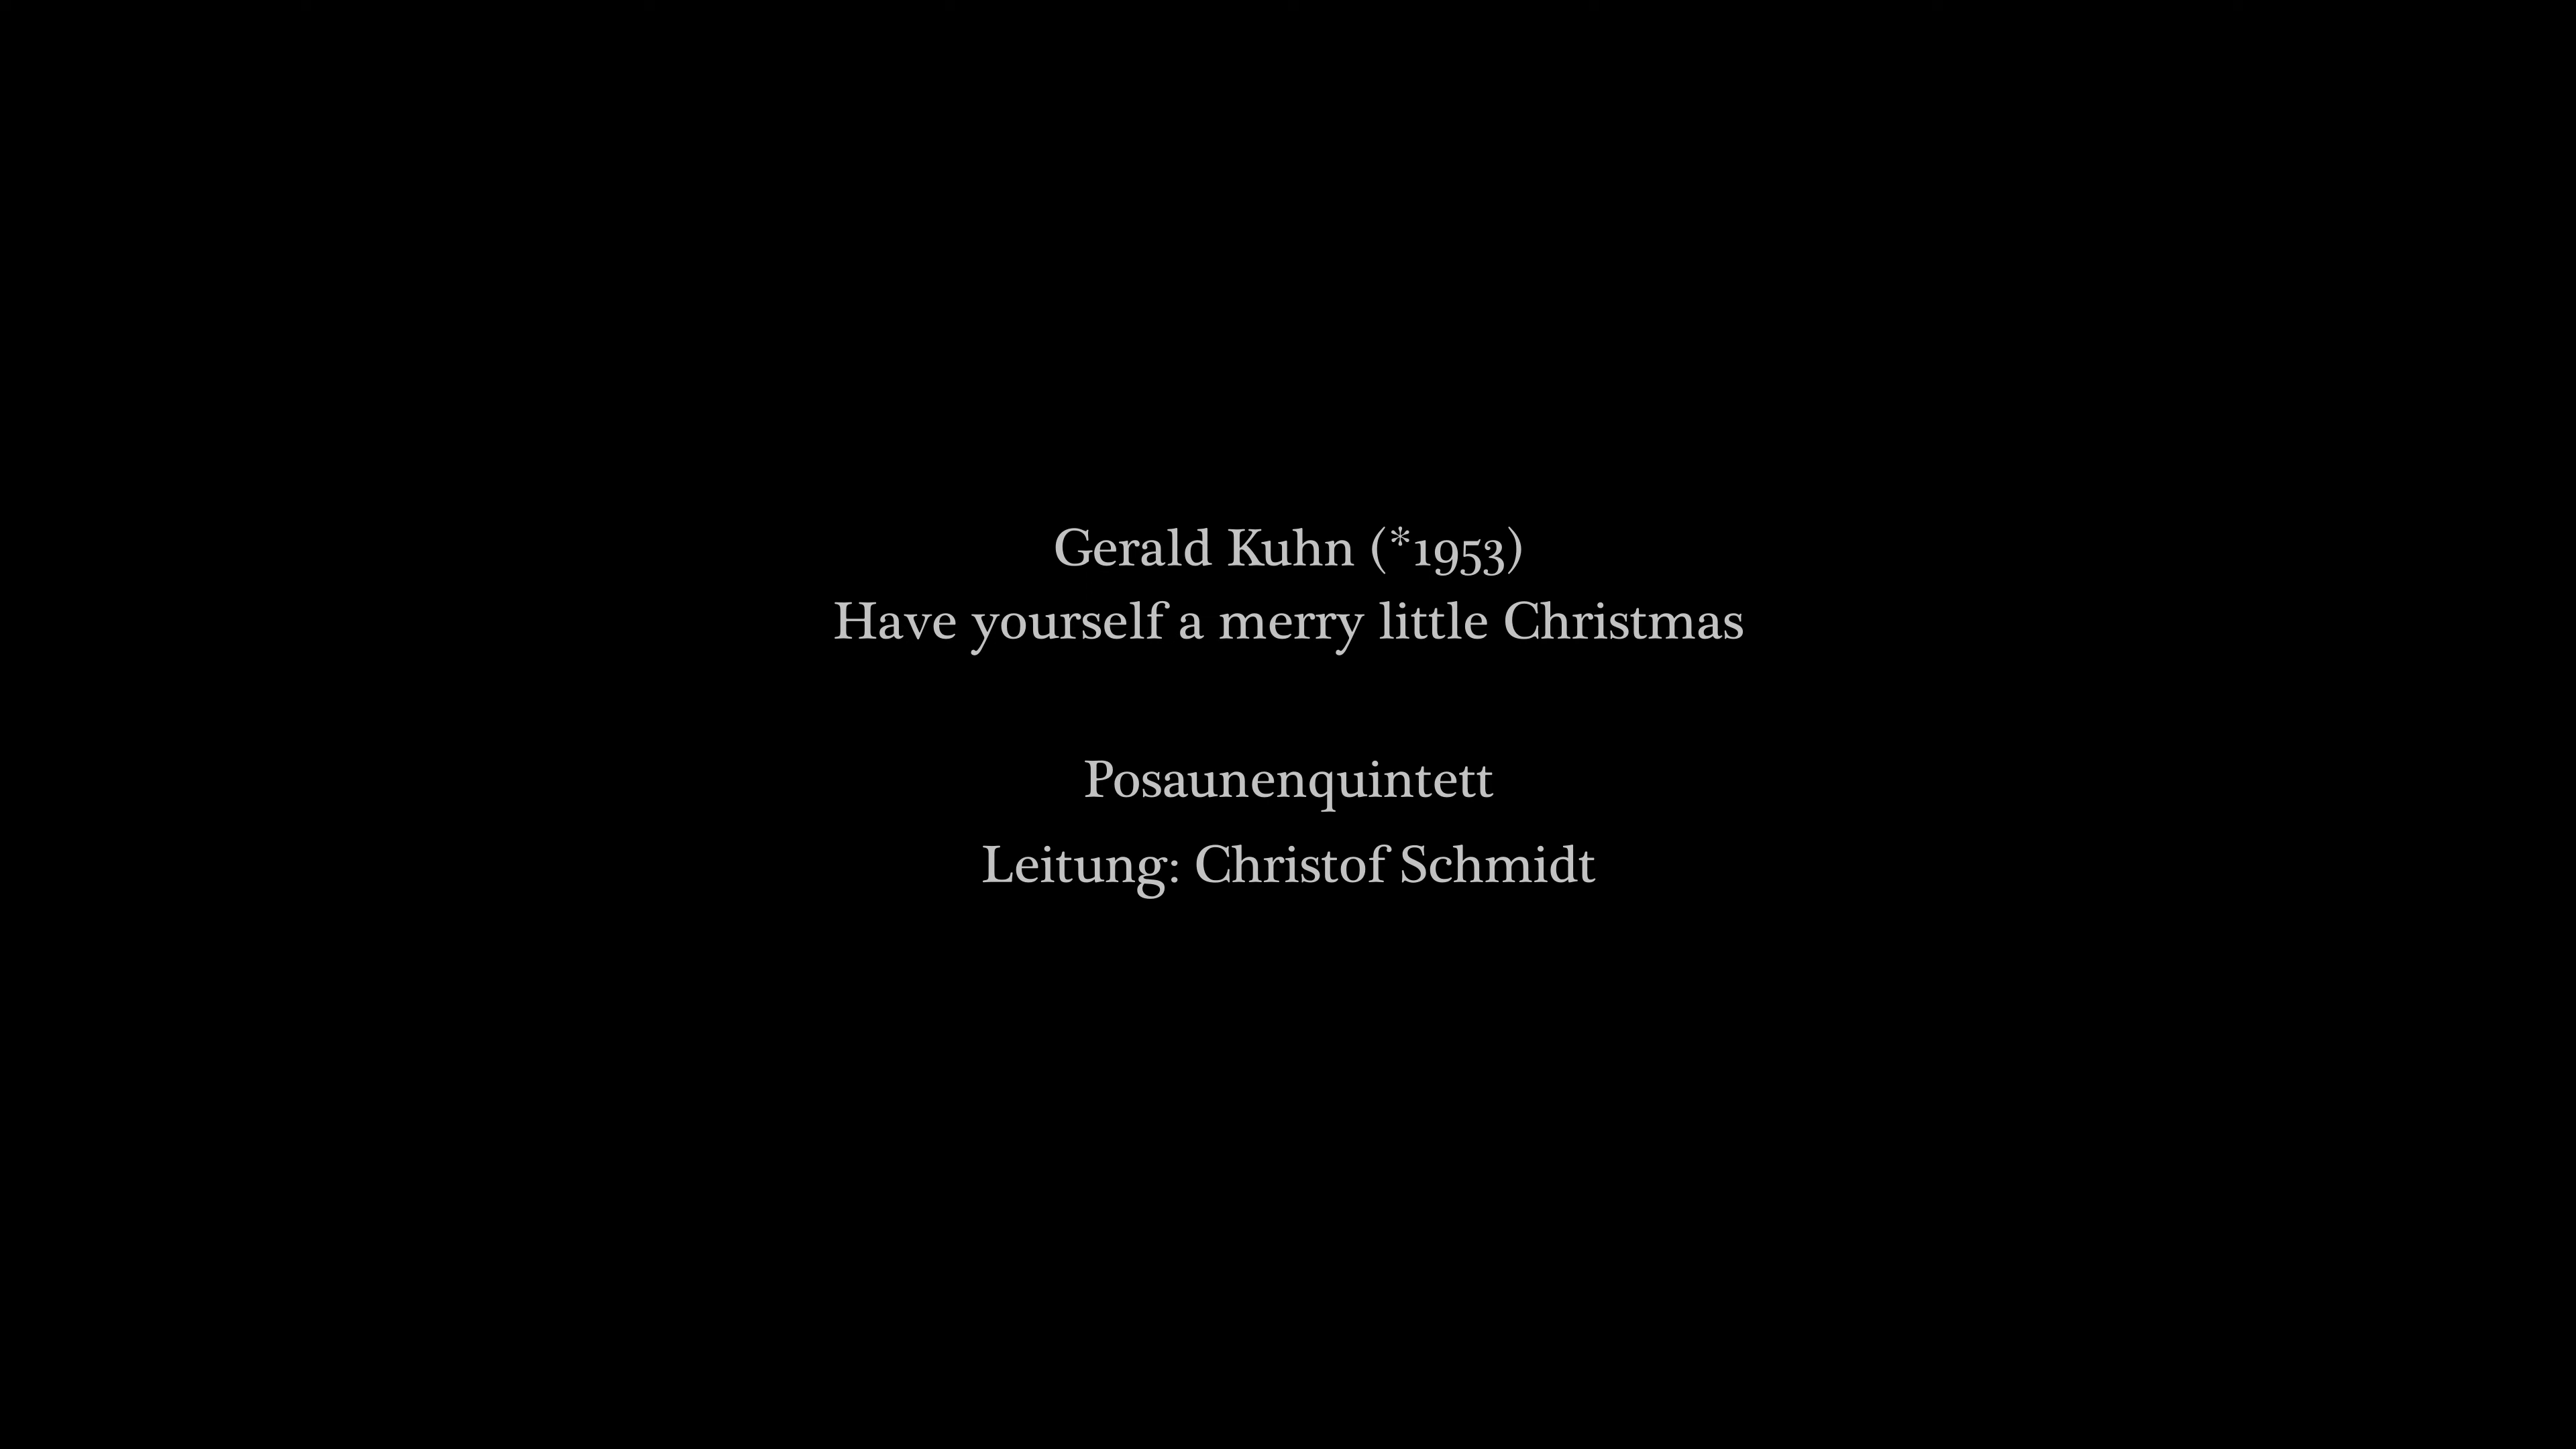 Gerald Kuhn (*1953)
Have yourself a merry little Christmas
Posaunenquintett
Leitung: Christof Schmidt